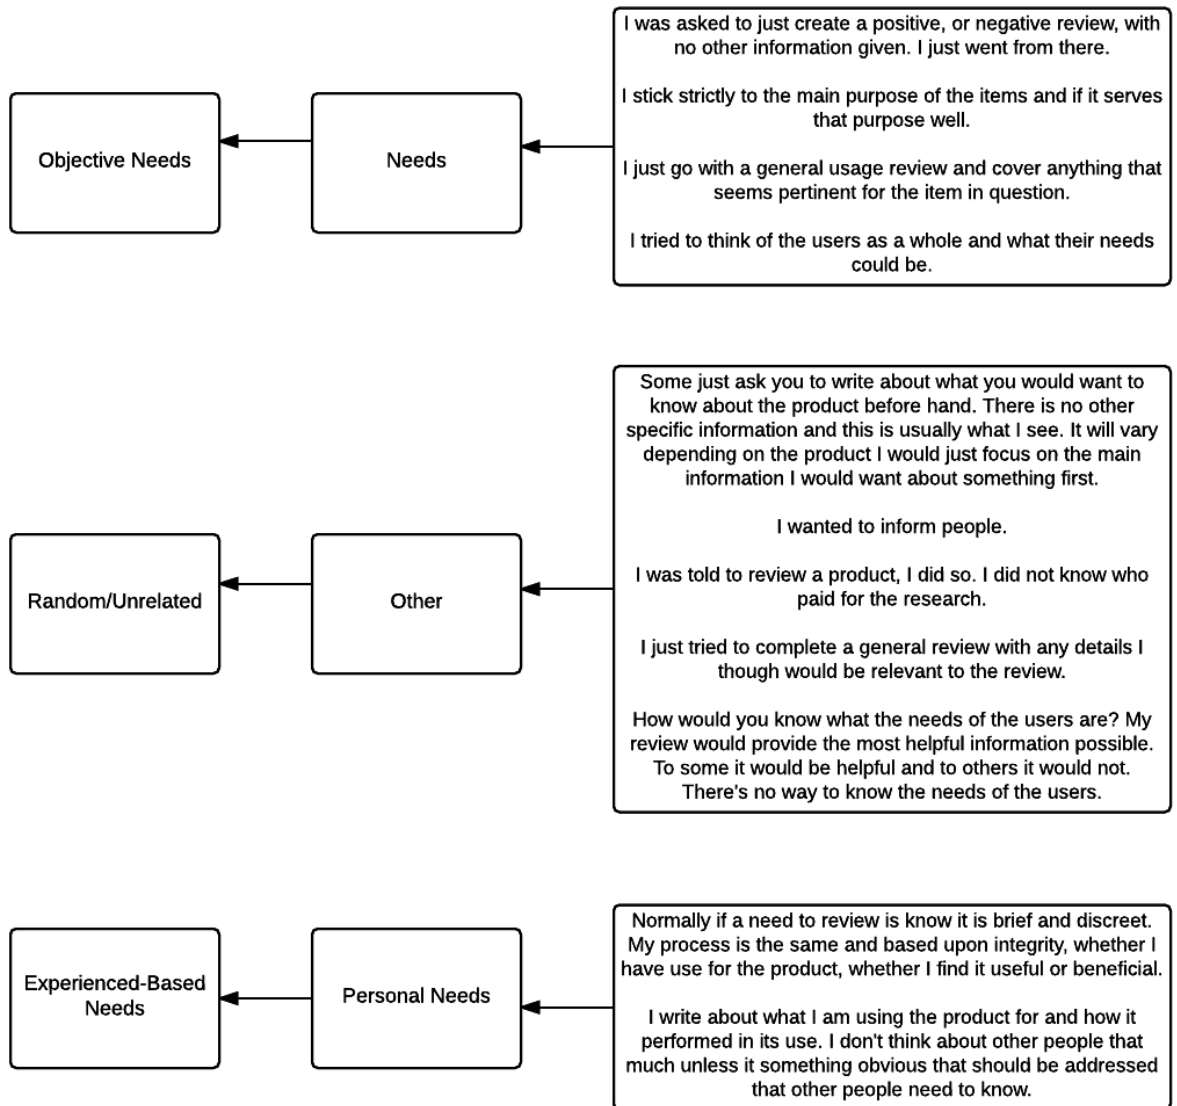 I was asked to just create a positive, or negative review, with
no other information given. I just went from there.
I stick strictly to the main purpose of the items and if it serves
that purpose well.
I just go with a general usage review and cover anything that
seems pertinent for the item in question.
I tried to think of the users as a whole and what their needs
could be.
Needs
Objective Needs
Some just ask you to write about what you would want to
know about the product before hand. There is no other
specific information and this is usually what I see. It will vary
depending on the product I would just focus on the main
information I would want about something first.
I wanted to inform people.
I was told to review a product, I did so. I did not know who
paid for the research.
I just tried to complete a general review with any details I
though would be relevant to the review.
How would you know what the needs of the users are? My
review would provide the most helpful information possible.
To some it would be helpful and to others it would not.
There's no way to know the needs of the users.
Other
Random/Unrelated
Normally if a need to review is know it is brief and discreet.
My process is the same and based upon integrity, whether I
have use for the product, whether I find it useful or beneficial.
I write about what I am using the product for and how it
performed in its use. I don't think about other people that
much unless it something obvious that should be addressed
that other people need to know.
Personal Needs
Experienced-Based
Needs